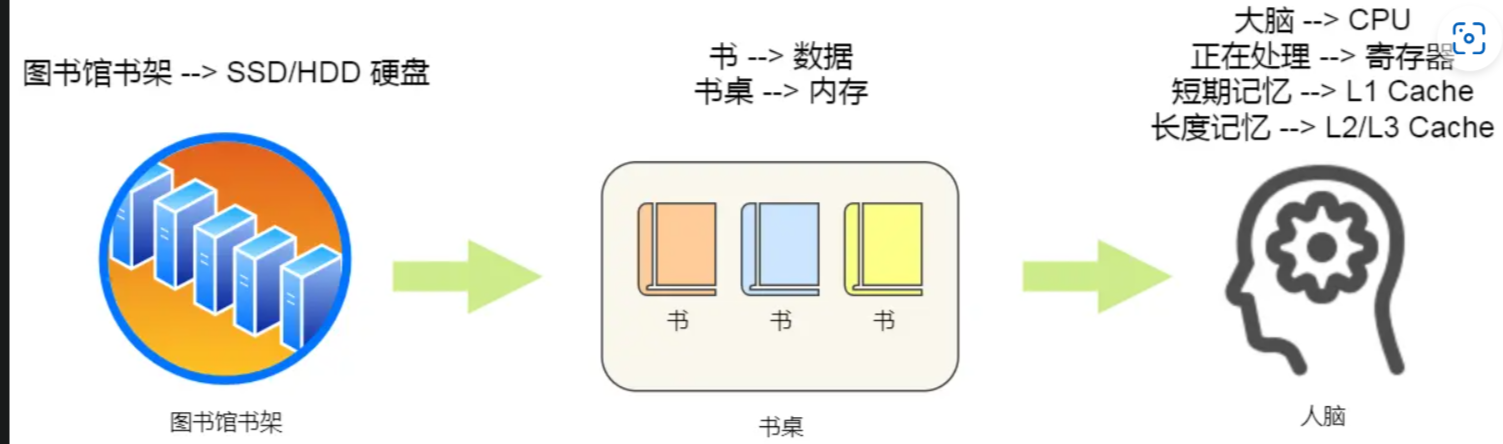 图书馆书架 --> SSD/HDD 硬盘
书 --> 数据
书桌 --> 内存
大脑 --> CPU
正在处理 --> 寄存器
短期记忆 --> L1 Cache
长度记忆 --> L2/L3 Cache
书
书
书
图书馆书架
书桌
人脑